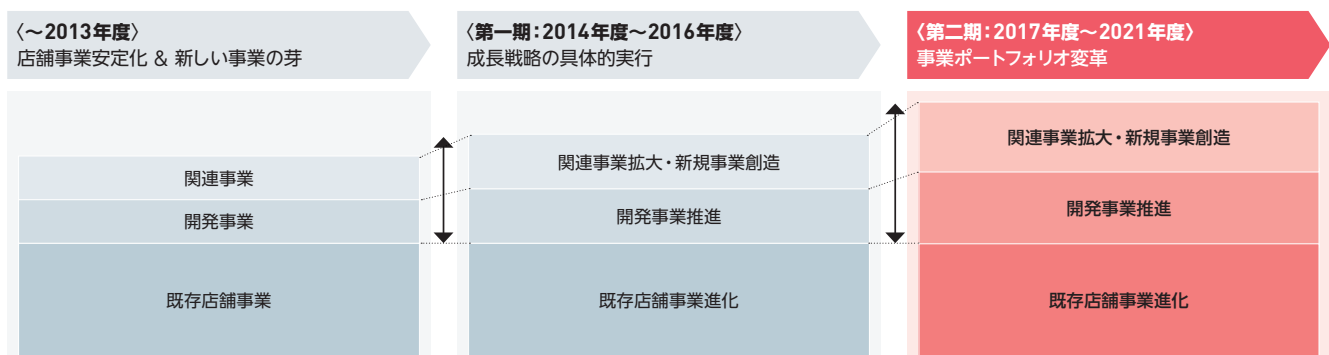 〈～2013年度〉
店舗事業安定化 & 新しい事業の芽
〈第一期：2014年度～2016年度〉
成長戦略の具体的実行
〈第二期：2017年度～2021年度〉
事業ポートフォリオ変革
関連事業
開発事業
既存店舗事業
関連事業拡大・新規事業創造
開発事業推進
既存店舗事業進化
関連事業拡大・新規事業創造
開発事業推進
既存店舗事業進化